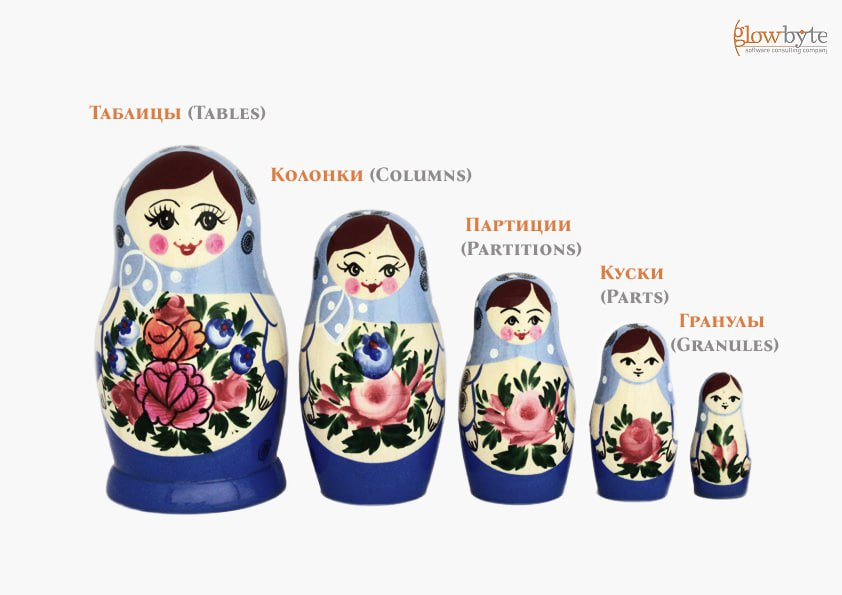 glowbyte
software consulting company
Таблицы (Tables)
Колонки (Columns)
Партиции
(Partitions)
Куски
(Parts)
Гранулы
(Granules)